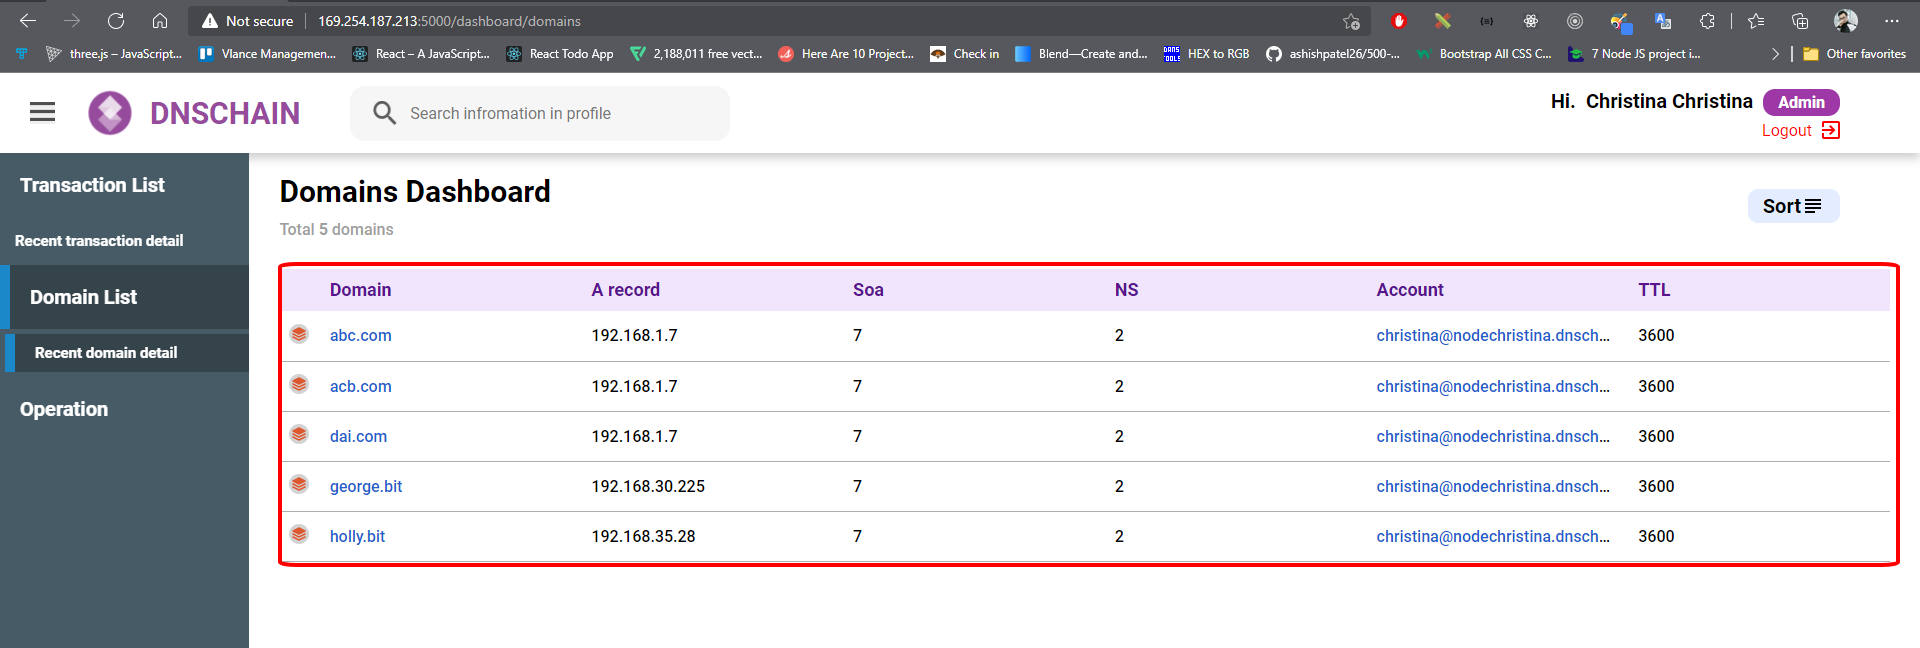 Not secure 169.254.187.213:5000/dashboard/domains
three.js – JavaScript... Vlance Managemen... React – A JavaScript... React Todo App 2,188,011 free vect... Here Are 10 Project... Check in Blend—Create and... DANS TOOLS HEX to RGB ashishpatel26/500-... Bootstrap All CSS C... 7 Node JS project i... Other favorites
DNSCHAIN
Search infromation in profile
Hi. Christina Christina Admin
Logout
Transaction List
Recent transaction detail
Domain List
Recent domain detail
Operation
Domains Dashboard
Total 5 domains
Sort
Domain A record Soa NS Account TTL
abc.com 192.168.1.7 7 2 christina@nodechristina.dnsch... 3600
acb.com 192.168.1.7 7 2 christina@nodechristina.dnsch... 3600
dai.com 192.168.1.7 7 2 christina@nodechristina.dnsch... 3600
george.bit 192.168.30.225 7 2 christina@nodechristina.dnsch... 3600
holly.bit 192.168.35.28 7 2 christina@nodechristina.dnsch... 3600